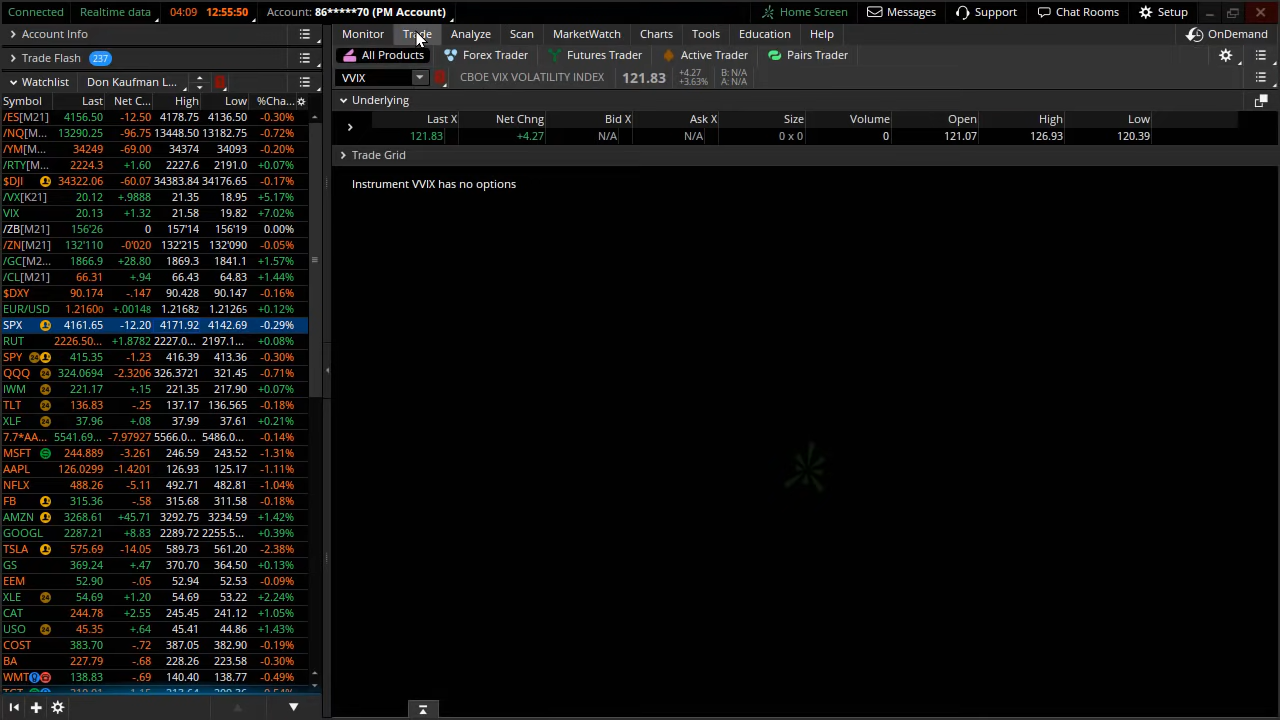 Connected Realtime data 04:09 12:55:50 Account: 86*****70 (PM Account) Home Screen Messages Support Chat Rooms Setup
Account Info
Trade Flash 237
Watchlist Don Kaufman L...
Symbol Last Net C... High Low %Cha...
/ES[M21] 4156.50 -12.50 4178.75 4136.50 -0.30%
/NQ[M... 13290.25 -96.75 13448.50 13182.75 -0.72%
/YM[M... 34249 -69.00 34374 34093 -0.20%
/RTY[M... 2224.3 +1.60 2227.6 2191.0 +0.07%
$DJI 34322.06 -60.07 34383.84 34176.65 -0.17%
/VX[K21] 20.12 +.9888 21.35 18.95 +5.17%
VIX 20.13 +1.32 21.58 19.82 +7.02%
/ZB[M21] 156'26 0 157'14 156'19 0.00%
/ZN[M21] 132'110 -0'020 132'215 132'090 -0.05%
/GC[M2... 1866.9 +28.80 1869.3 1841.1 +1.57%
/CL[M21] 66.31 +.94 66.43 64.83 +1.44%
$DXY 90.174 -.147 90.428 90.147 -0.16%
EUR/USD 1.21600 +.00148 1.21682 1.21265 +0.12%
SPX 4161.65 -12.20 4171.92 4142.69 -0.29%
RUT 2226.50... +1.8782 2227.0... 2197.1... +0.08%
SPY 24 415.35 -1.23 416.39 413.36 -0.30%
QQQ 24 324.0694 -2.3206 326.3721 321.45 -0.71%
IWM 24 221.17 +.15 221.35 217.90 +0.07%
TLT 24 136.83 -.25 137.17 136.565 -0.18%
XLF 24 37.96 +.08 37.99 37.61 +0.21%
7.7*AA... 5541.69... -7.97927 5566.0... 5486.0... -0.14%
MSFT 244.889 -3.261 246.59 243.52 -1.31%
AAPL 126.0299 -1.4201 126.93 125.17 -1.11%
NFLX 488.26 -5.11 492.71 482.81 -1.04%
FB 315.36 -.58 315.68 311.58 -0.18%
AMZN 3268.61 +45.71 3292.75 3234.59 +1.42%
GOOGL 2287.21 +8.83 2289.72 2255.5... +0.39%
TSLA 575.69 -14.05 589.73 561.20 -2.38%
GS 369.24 +.47 370.70 364.50 +0.13%
EEM 52.90 -.05 52.94 52.53 -0.09%
XLE 24 54.69 +1.20 54.69 53.22 +2.24%
CAT 244.78 +2.55 245.45 241.12 +1.05%
USO 24 45.35 +.64 45.41 44.86 +1.43%
COST 383.70 -.72 387.05 382.90 -0.19%
BA 227.79 -.68 228.26 223.58 -0.30%
WMT 138.83 -.69 140.40 138.77 -0.49%
Monitor Trade Analyze Scan MarketWatch Charts Tools Education Help OnDemand
All Products Forex Trader Futures Trader Active Trader Pairs Trader
VVIX CBOE VIX VOLATILITY INDEX 121.83 +4.27 B: N/A
+3.63% A: N/A
Underlying
Last X Net Chng Bid X Ask X Size Volume Open High Low
121.83 +4.27 N/A N/A 0 x 0 0 121.07 126.93 120.39
Trade Grid
Instrument VVIX has no options